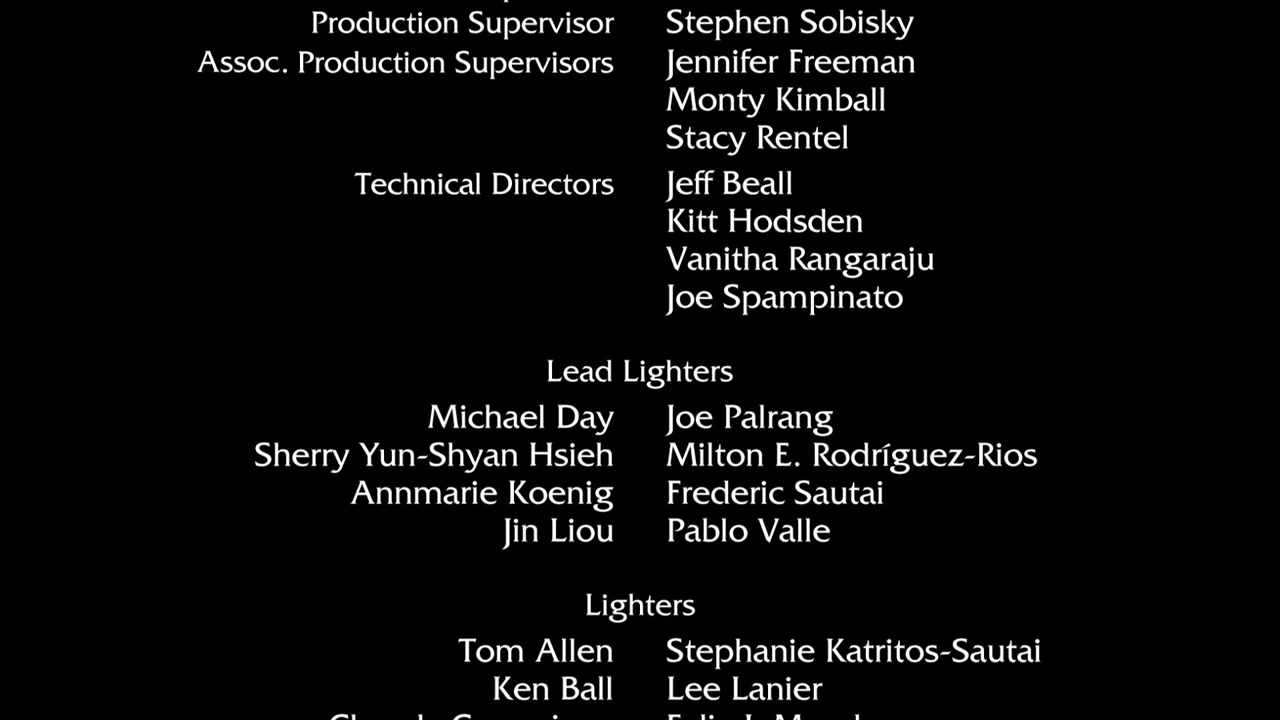 Production Supervisor Stephen Sobisky
Assoc. Production Supervisors Jennifer Freeman
Monty Kimball
Stacy Rentel
Technical Directors Jeff Beall
Kitt Hodsden
Vanitha Rangaraju
Joe Spampinato
Lead Lighters
Michael Day Joe Palrang
Sherry Yun-Shyan Hsieh Milton E. Rodríguez-Rios
Annmarie Koenig Frederic Sautai
Jin Liou Pablo Valle
Lighters
Tom Allen Stephanie Katritos-Sautai
Ken Ball Lee Lanier